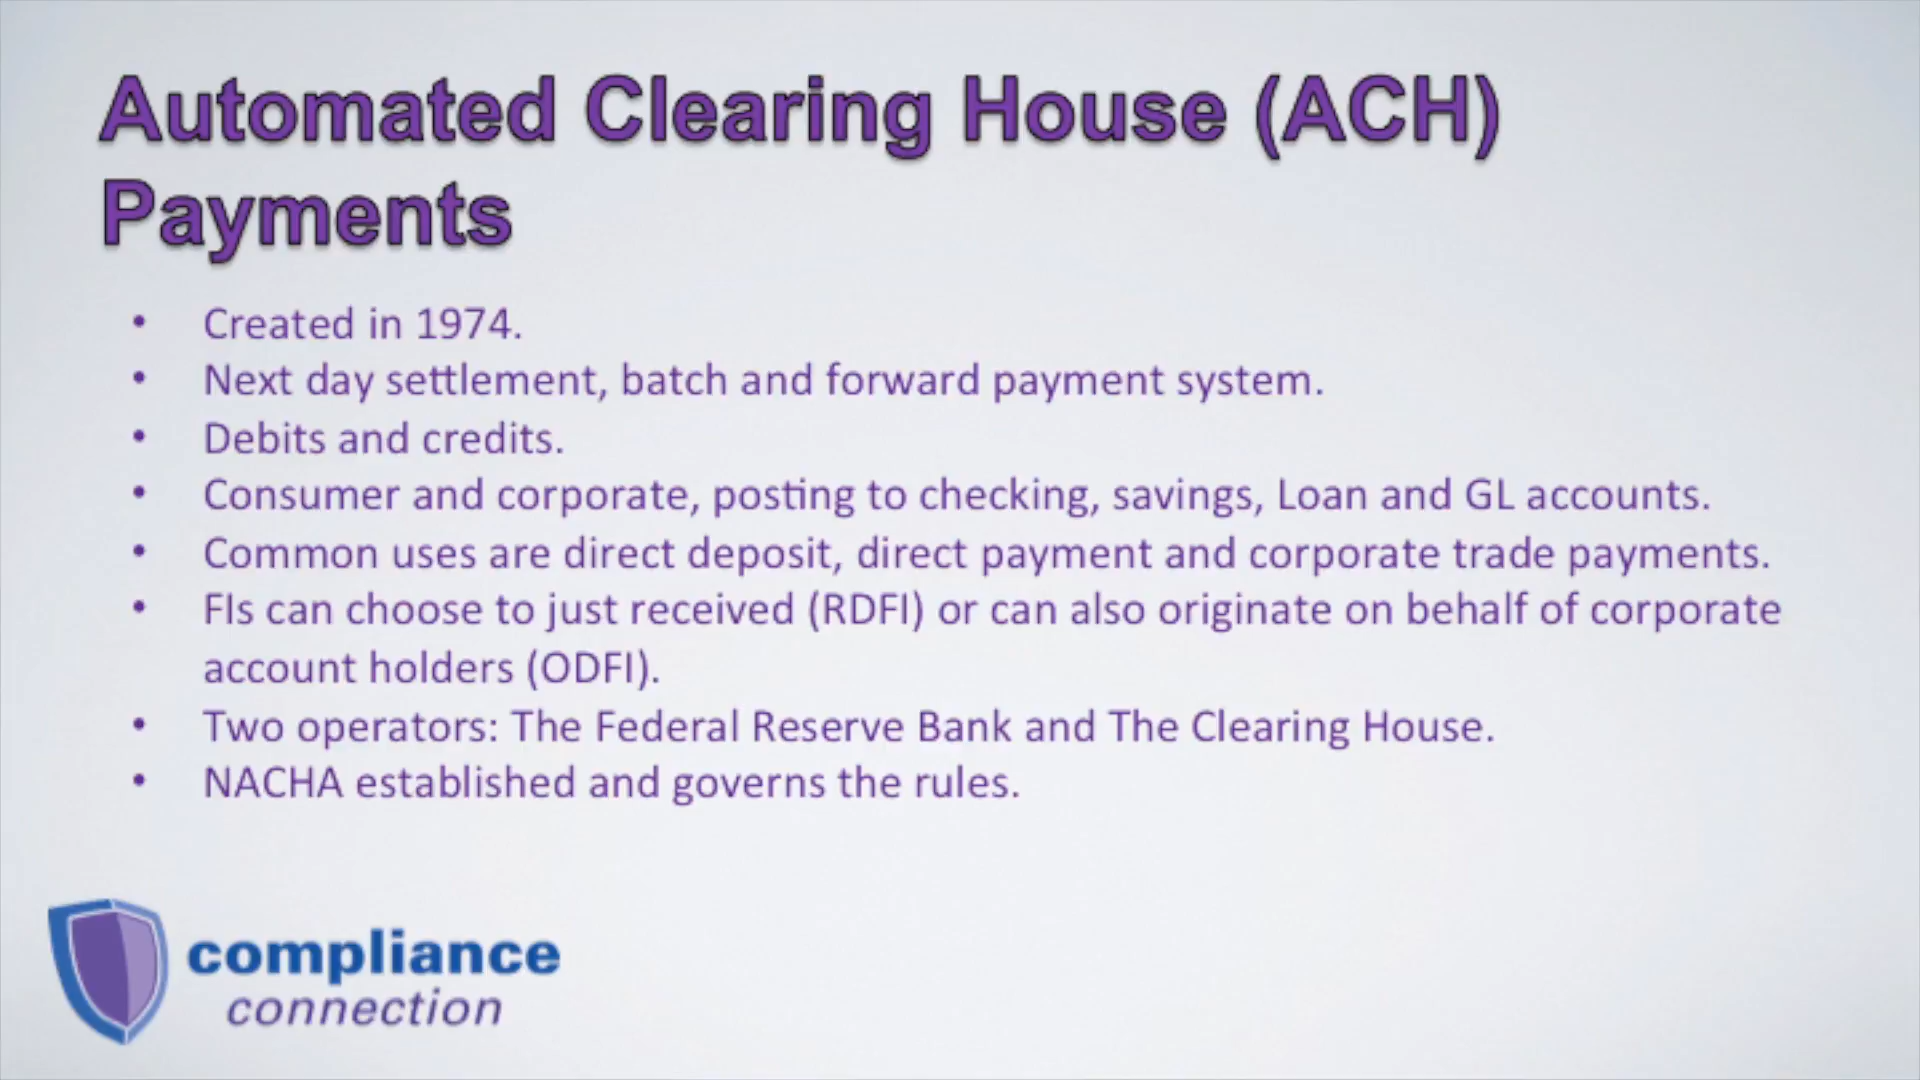 Automated Clearing House (ACH)
Payments
• Created in 1974.
• Next day settlement, batch and forward payment system.
• Debits and credits.
• Consumer and corporate, posting to checking, savings, Loan and GL accounts.
• Common uses are direct deposit, direct payment and corporate trade payments.
• FIs can choose to just received (RDFI) or can also originate on behalf of corporate
account holders (ODFI).
• Two operators: The Federal Reserve Bank and The Clearing House.
• NACHA established and governs the rules.
compliance
connection